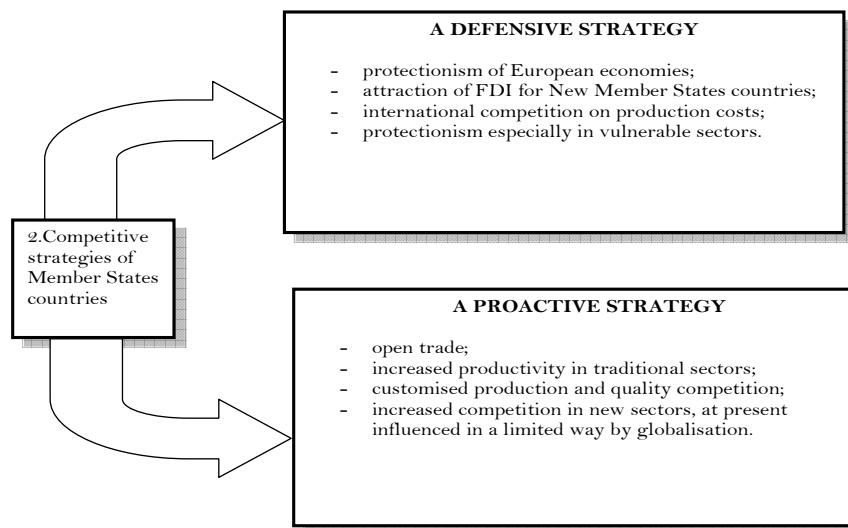 A DEFENSIVE STRATEGY
- protectionism of European economies;
- attraction of FDI for New Member States countries;
- international competition on production costs;
- protectionism especially in vulnerable sectors.
2.Competitive
strategies of
Member States
countries
A PROACTIVE STRATEGY
- open trade;
- increased productivity in traditional sectors;
- customised production and quality competition;
- increased competition in new sectors, at present
influenced in a limited way by globalisation.